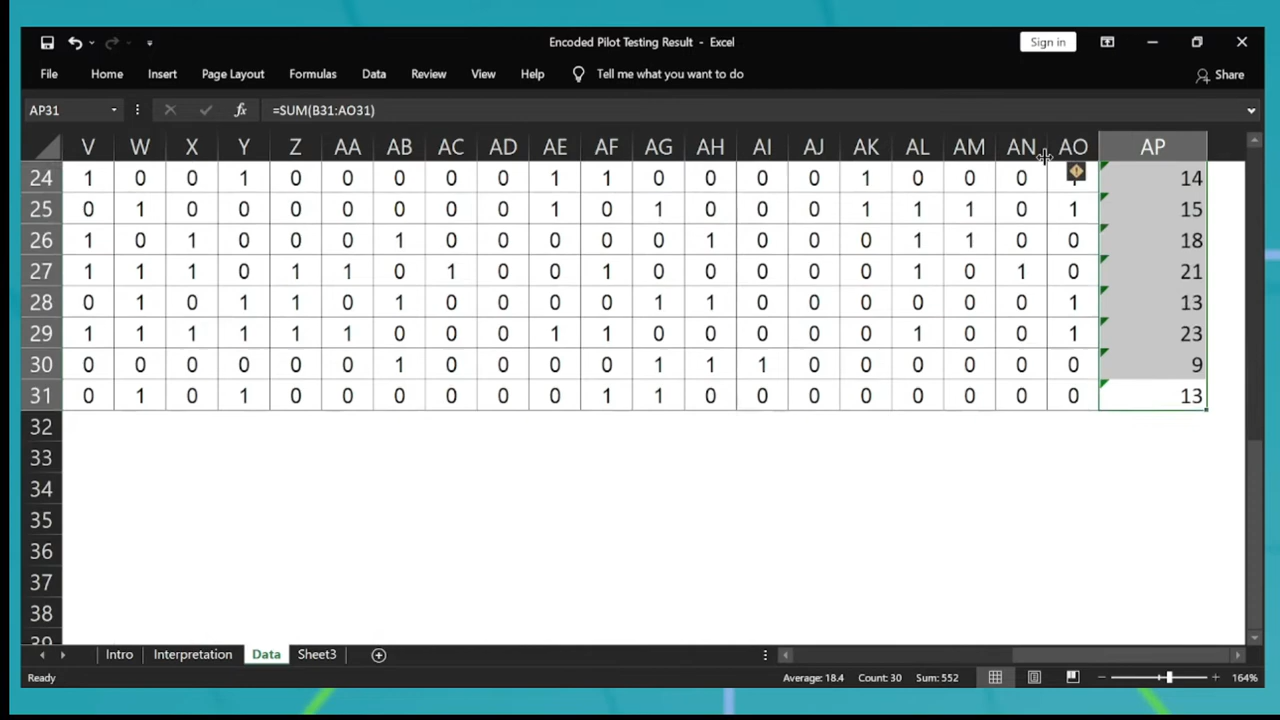 Encoded Pilot Testing Result - Excel
Sign in
File Home Insert Page Layout Formulas Data Review View Help Tell me what you want to do Share
AP31 fx =SUM(B31:AO31)
V W X Y Z AA AB AC AD AE AF AG AH AI AJ AK AL AM AN AO AP
24 1 0 0 1 0 0 0 0 0 1 1 0 0 0 0 1 0 0 0 14
25 0 1 0 0 0 0 0 0 0 1 0 1 0 0 0 1 1 1 0 1 15
26 1 0 1 0 0 0 1 0 0 0 0 0 1 0 0 0 1 1 0 0 18
27 1 1 1 0 1 1 0 1 0 0 1 0 0 0 0 0 1 0 1 0 21
28 0 1 0 1 1 0 1 0 0 0 0 1 1 0 0 0 0 0 0 1 13
29 1 1 1 1 1 1 0 0 0 1 1 0 0 0 0 0 1 0 0 1 23
30 0 0 0 0 0 0 1 0 0 0 0 1 1 1 0 0 0 0 0 0 9
31 0 1 0 1 0 0 0 0 0 0 1 1 0 0 0 0 0 0 0 0 13
32
33
34
35
36
37
38
39
Intro Interpretation Data Sheet3
Ready Average: 18.4 Count: 30 Sum: 552 164%